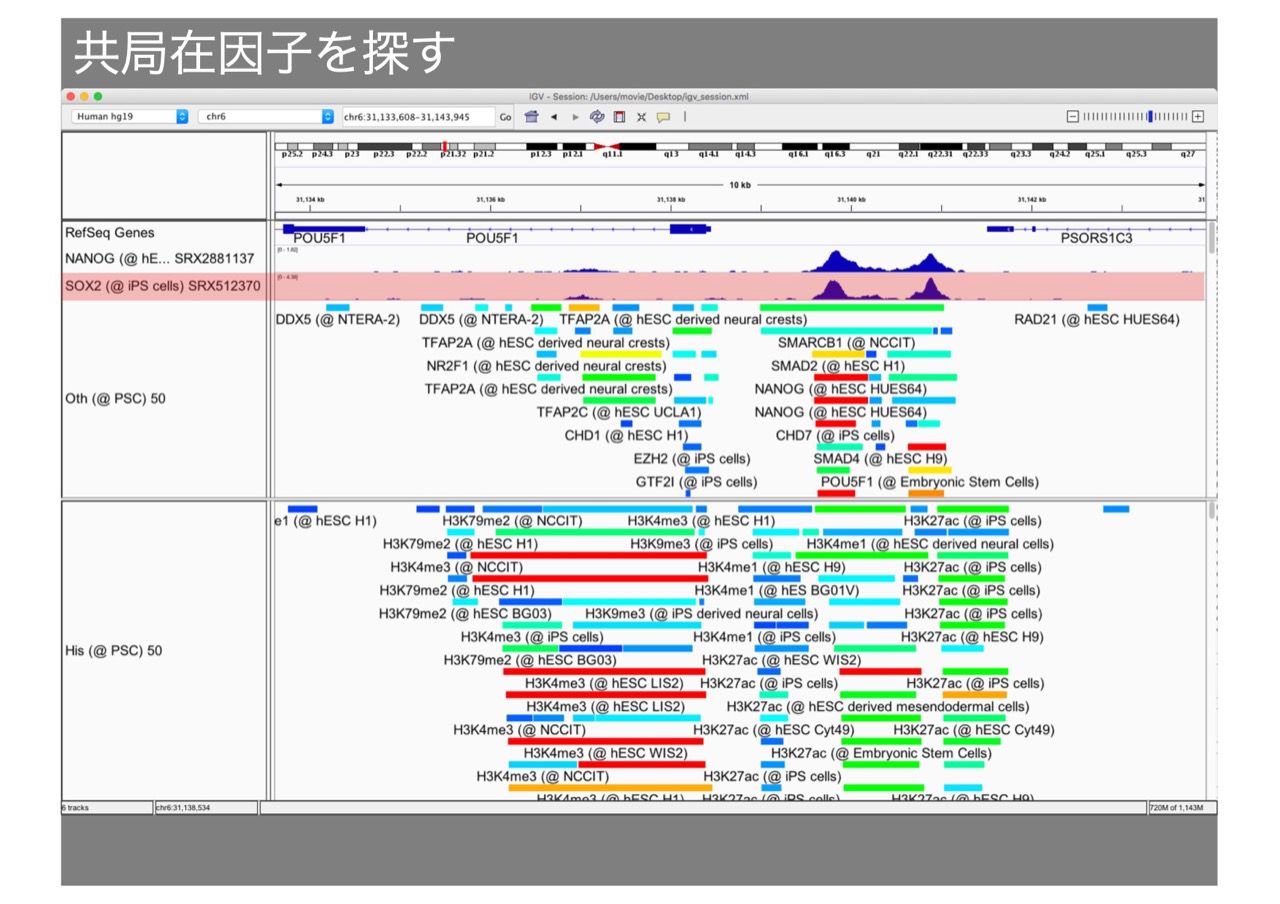 共局在因子を探す
IGV - Session: /Users/movie/Desktop/igv_session.xml
Human hg19 chr6 chr6:31,133,608-31,143,945 Go
p25.2 p24.3 p23 p22.3 p22.2 p21.32 p21.2 p12.3 p12.1 q11.1 q13 q14.1 q14.3 q16.1 q16.3 q21 q22.1 q22.31 q22.33 q23.3 q24.2 q25.1 q25.3 q27
10 kb
31,134 kb 31,136 kb 31,138 kb 31,140 kb 31,142 kb 31
RefSeq Genes
POU5F1 POU5F1 PSORS1C3
NANOG (@ hE... SRX2881137
[0 - 1.82]
SOX2 (@ iPS cells) SRX512370
[0 - 4.38]
DDX5 (@ NTERA-2) DDX5 (@ NTERA-2) TFAP2A (@ hESC derived neural crests) RAD21 (@ hESC HUES64)
TFAP2A (@ hESC derived neural crests) SMARCB1 (@ NCCIT)
NR2F1 (@ hESC derived neural crests) SMAD2 (@ hESC H1)
TFAP2A (@ hESC derived neural crests) NANOG (@ hESC HUES64)
Oth (@ PSC) 50
TFAP2C (@ hESC UCLA1) NANOG (@ hESC HUES64)
CHD1 (@ hESC H1) CHD7 (@ iPS cells)
EZH2 (@ iPS cells) SMAD4 (@ hESC H9)
GTF2I (@ iPS cells) POU5F1 (@ Embryonic Stem Cells)
e1 (@ hESC H1) H3K79me2 (@ NCCIT) H3K4me3 (@ hESC H1) H3K27ac (@ iPS cells)
H3K79me2 (@ hESC H1) H3K9me3 (@ iPS cells) H3K4me1 (@ hESC derived neural cells)
H3K4me3 (@ NCCIT) H3K4me1 (@ hESC H9) H3K27ac (@ iPS cells)
H3K79me2 (@ hESC H1) H3K4me1 (@ hES BG01V) H3K27ac (@ iPS cells)
H3K79me2 (@ hESC BG03) H3K9me3 (@ iPS derived neural cells) H3K27ac (@ iPS cells)
H3K4me3 (@ iPS cells) H3K4me1 (@ iPS cells) H3K27ac (@ hESC H9)
His (@ PSC) 50
H3K79me2 (@ hESC BG03) H3K27ac (@ hESC WIS2)
H3K4me3 (@ hESC LIS2) H3K27ac (@ iPS cells) H3K27ac (@ iPS cells)
H3K4me3 (@ hESC LIS2) H3K27ac (@ hESC derived mesendodermal cells)
H3K4me3 (@ NCCIT) H3K27ac (@ hESC Cyt49) H3K27ac (@ hESC Cyt49)
H3K4me3 (@ hESC WIS2) H3K27ac (@ Embryonic Stem Cells)
H3K4me3 (@ NCCIT) H3K27ac (@ iPS cells)
H3K4me3 (@ hESC H1) H3K27ac (@ iPS cells) H3K27ac (@ hESC H9)
6 tracks chr6:31,138,534 720M of 1,143M